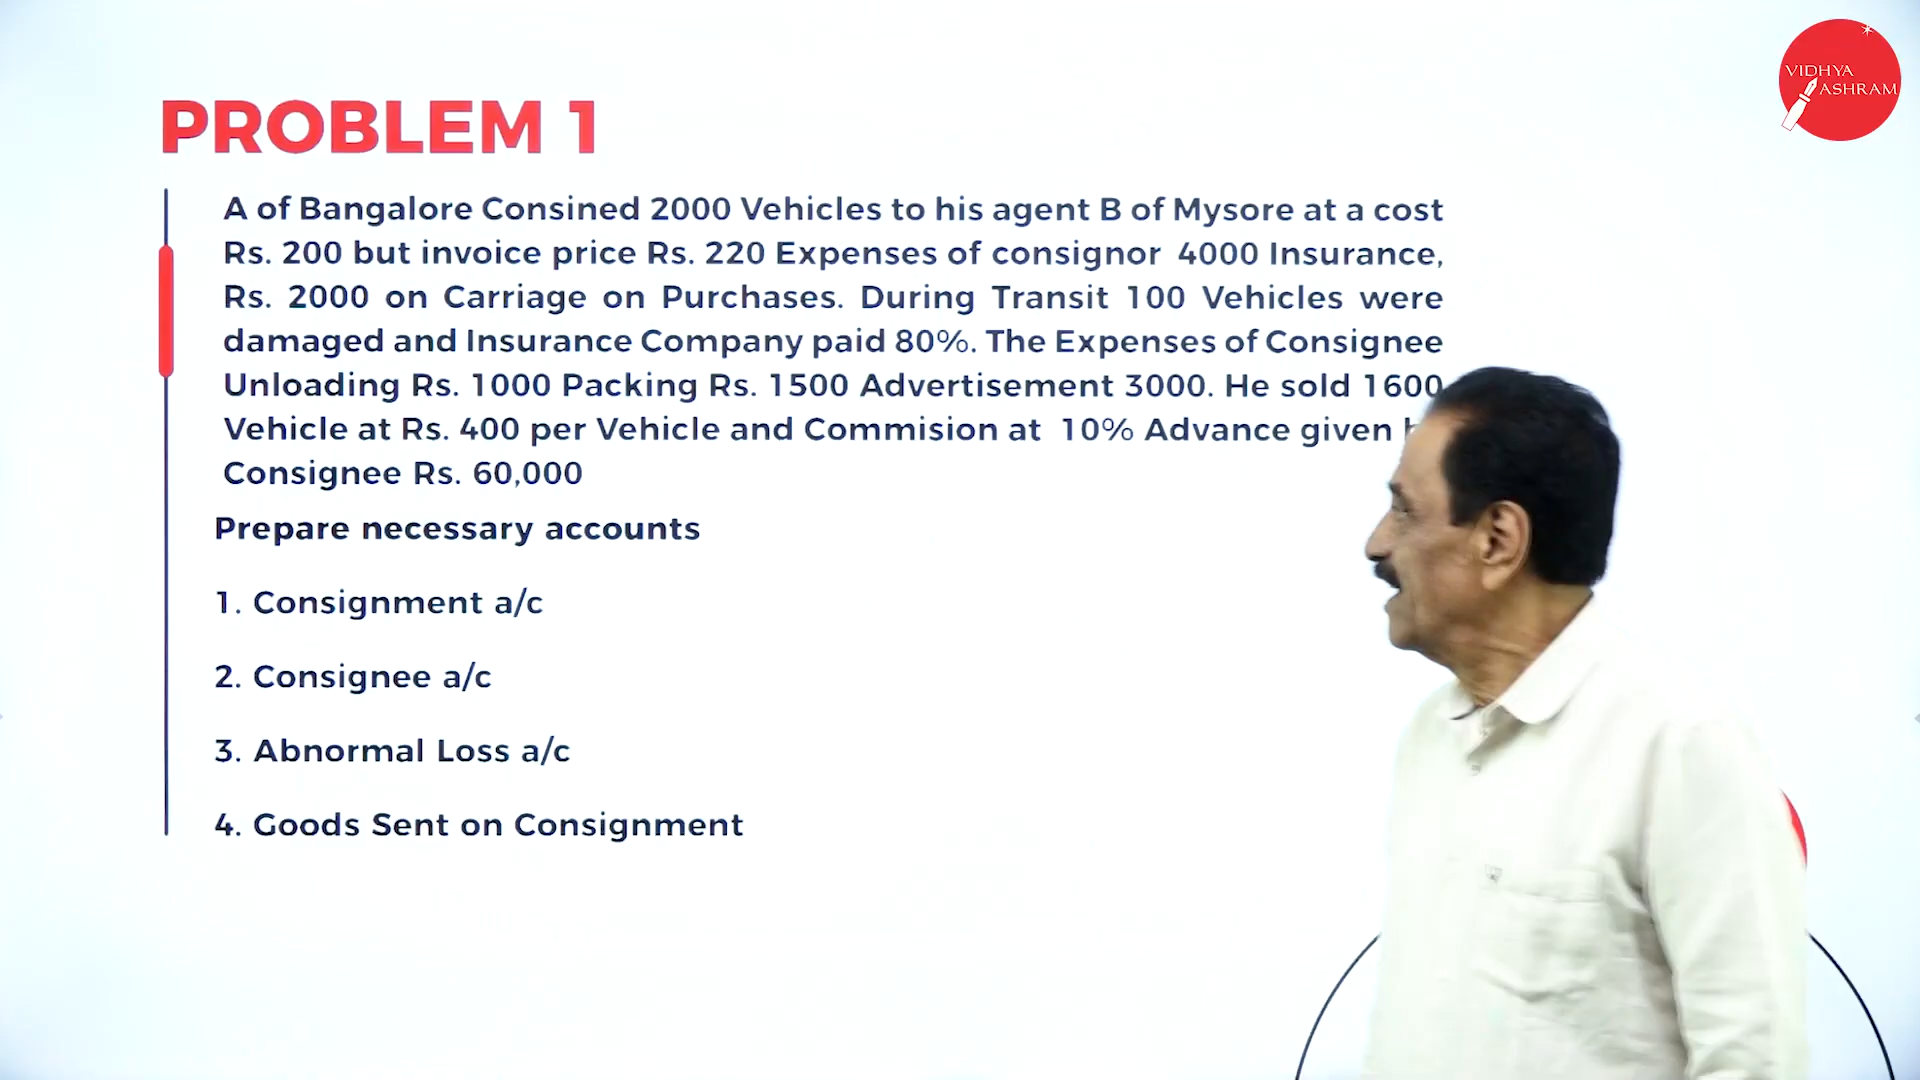 VIDHYA
ASHRAM
PROBLEM 1
A of Bangalore Consined 2000 Vehicles to his agent B of Mysore at a cost
Rs. 200 but invoice price Rs. 220 Expenses of consignor 4000 Insurance,
Rs. 2000 on Carriage on Purchases. During Transit 100 Vehicles were
damaged and Insurance Company paid 80%. The Expenses of Consignee
Unloading Rs. 1000 Packing Rs. 1500 Advertisement 3000. He sold 1600
Vehicle at Rs. 400 per Vehicle and Commision at 10% Advance given
Consignee Rs. 60,000
Prepare necessary accounts
1. Consignment a/c
2. Consignee a/c
3. Abnormal Loss a/c
4. Goods Sent on Consignment